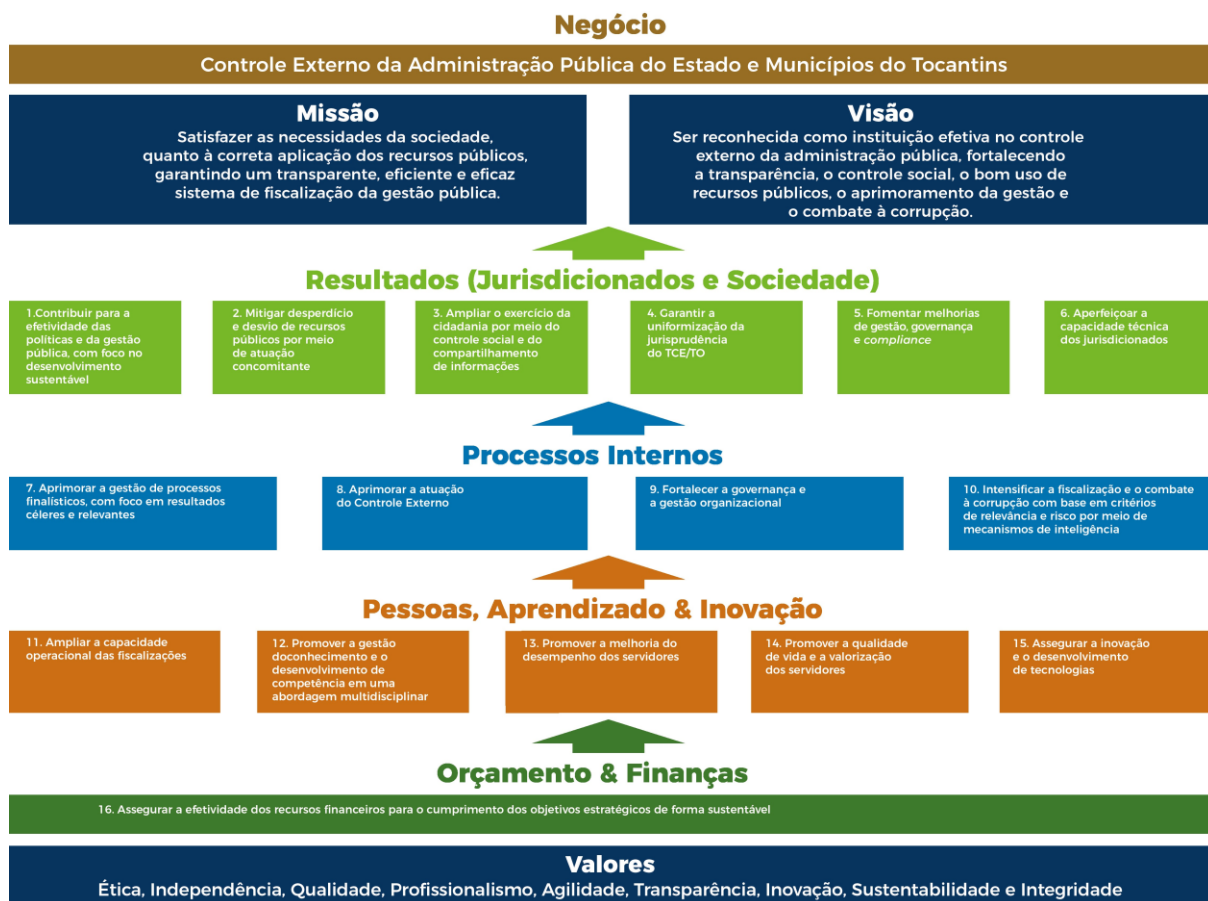 Negócio
Controle Externo da Administração Pública do Estado e Municípios do Tocantins
Missão
Satisfazer as necessidades da sociedade,
quanto à correta aplicação dos recursos públicos,
garantindo um transparente, eficiente e eficaz
sistema de fiscalização da gestão pública.
Visão
Ser reconhecida como instituição efetiva no controle
externo da administração pública, fortalecendo
a transparência, o controle social, o bom uso de
recursos públicos, o aprimoramento da gestão e
o combate à corrupção.
Resultados (Jurisdicionados e Sociedade)
1.Contribuir para a
efetividade das
políticas e da gestão
pública, com foco no
desenvolvimento
sustentável
2. Mitigar desperdício
e desvio de recursos
públicos por meio
de atuação
concomitante
3. Ampliar o exercício da
cidadania por meio do
controle social e do
compartilhamento
de informações
4. Garantir a
uniformização da
jurisprudência
do TCE/TO
5. Fomentar melhorias
de gestão, governança
e compliance
6. Aperfeiçoar a
capacidade técnica
dos jurisdicionados
Processos Internos
7. Aprimorar a gestão de processos
finalísticos, com foco em resultados
céleres e relevantes
8. Aprimorar a atuação
do Controle Externo
9. Fortalecer a governança e
a gestão organizacional
10. Intensificar a fiscalização e o combate
à corrupção com base em critérios
de relevância e risco por meio de
mecanismos de inteligência
Pessoas, Aprendizado & Inovação
11. Ampliar a capacidade
operacional das fiscalizações
12. Promover a gestão
doconhecimento e o
desenvolvimento de
competência em uma
abordagem multidisciplinar
13. Promover a melhoria do
desempenho dos servidores
14. Promover a qualidade
de vida e a valorização
dos servidores
15. Assegurar a inovação
e o desenvolvimento
de tecnologias
Orçamento & Finanças
16. Assegurar a efetividade dos recursos financeiros para o cumprimento dos objetivos estratégicos de forma sustentável
Valores
Ética, Independência, Qualidade, Profissionalismo, Agilidade, Transparência, Inovação, Sustentabilidade e Integridade